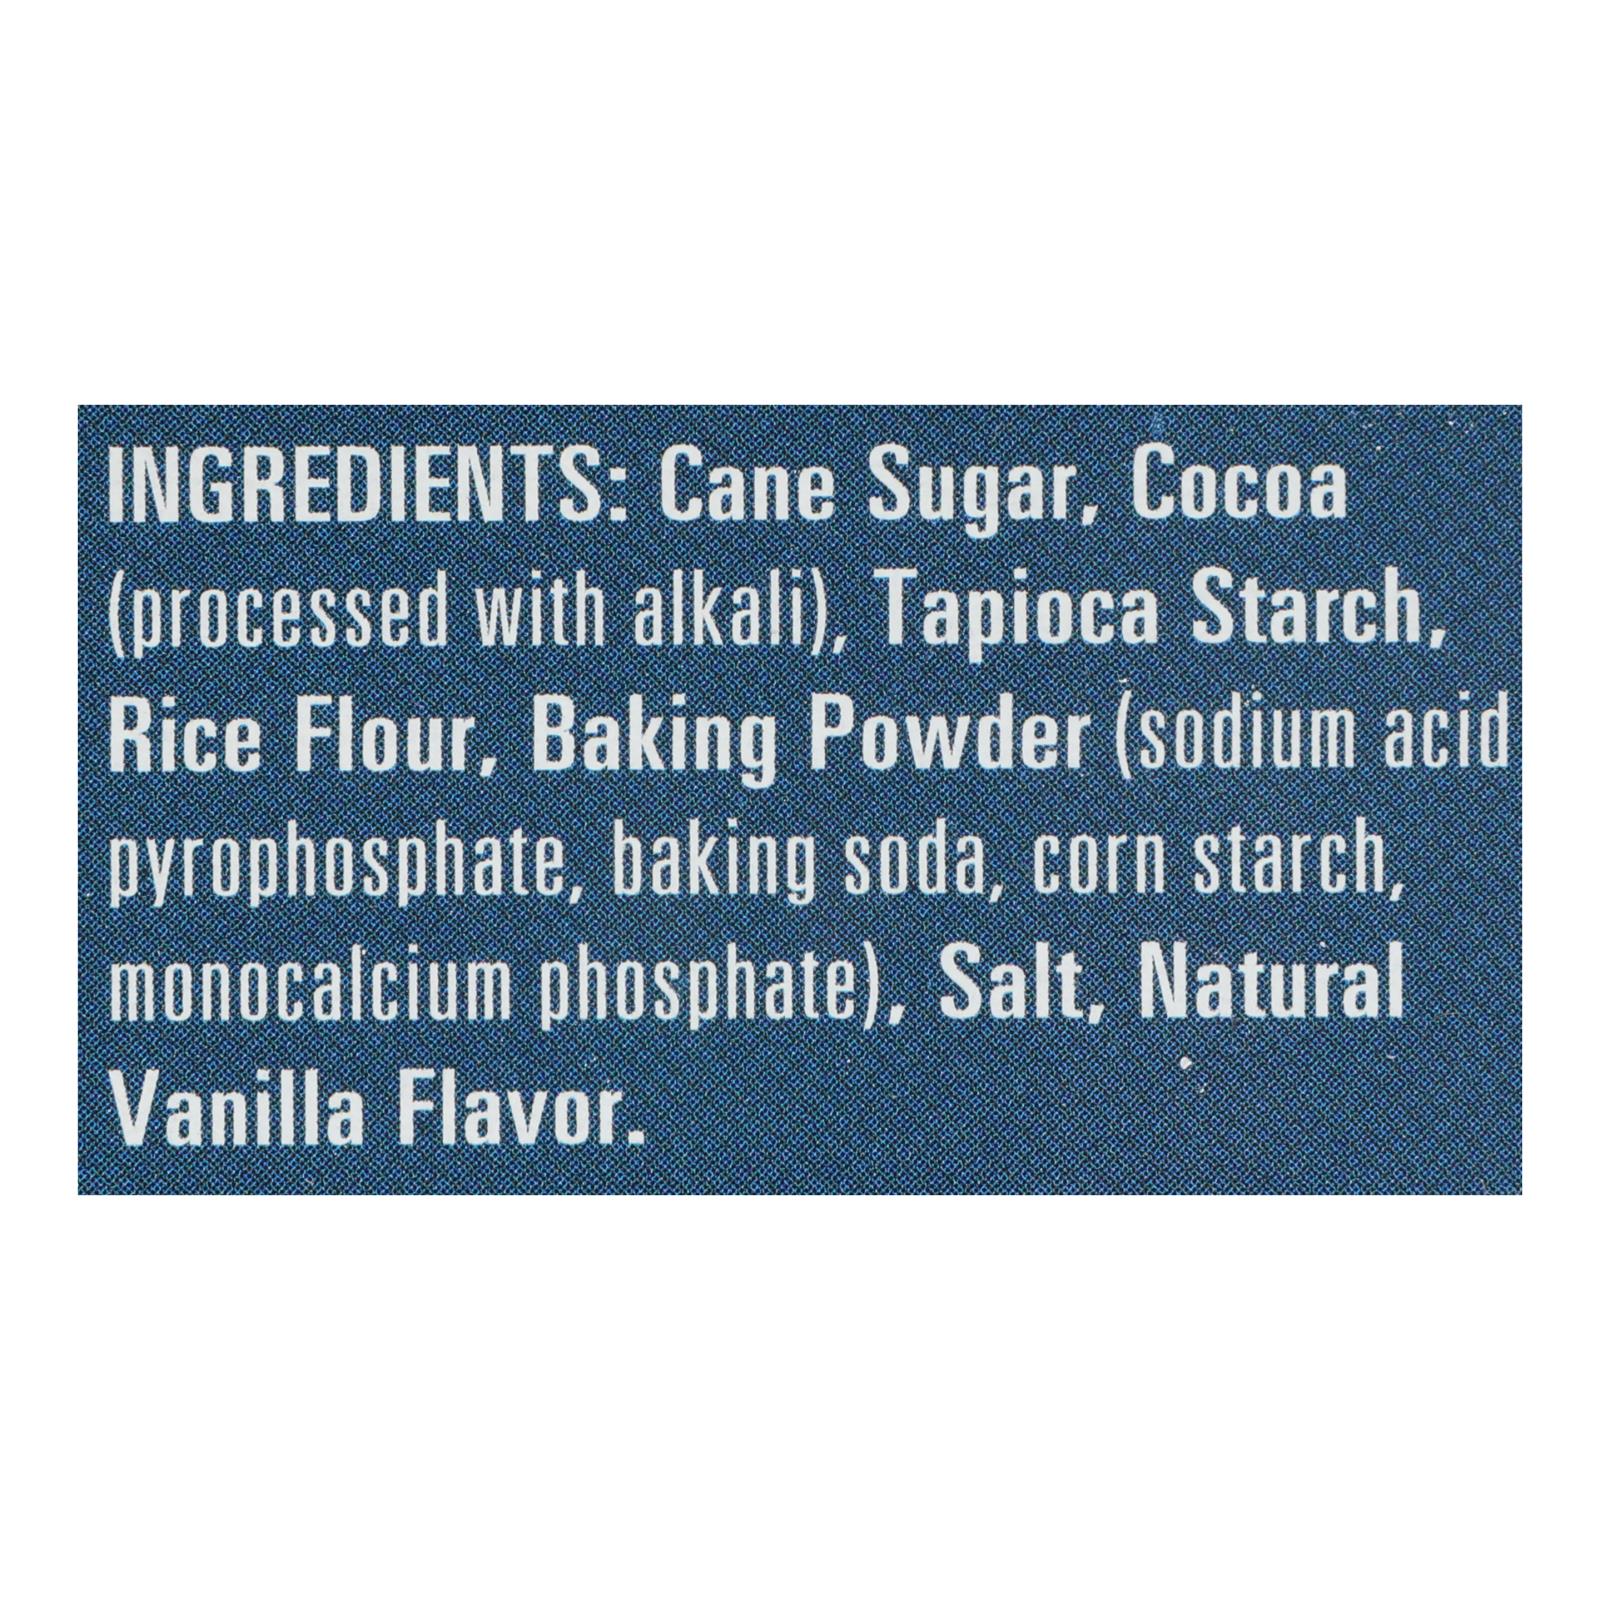 INGREDIENTS: Cane Sugar, Cocoa
(processed with alkali), Tapioca Starch,
Rice Flour, Baking Powder (sodium acid
pyrophosphate, baking soda, corn starch,
monocalcium phosphate), Salt, Natural
Vanilla Flavor.